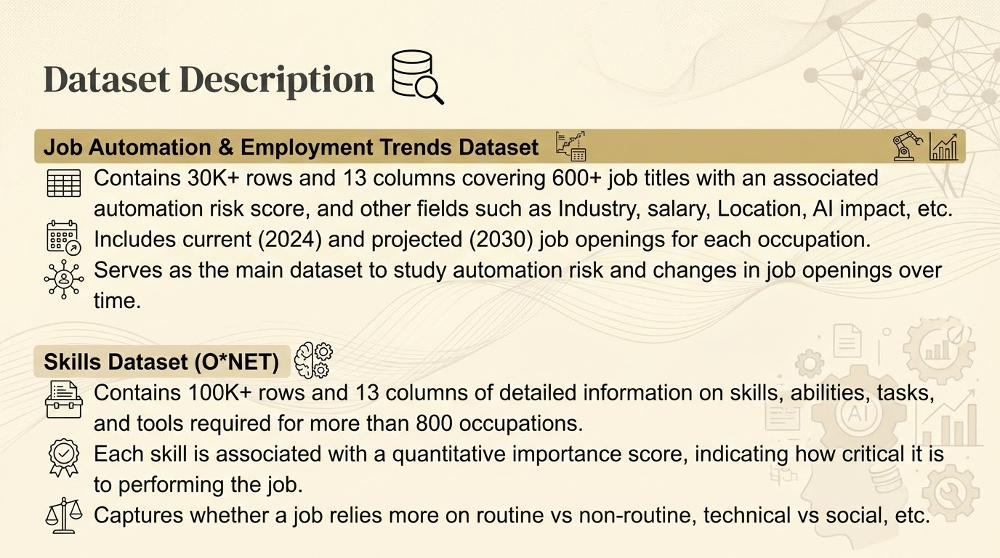 Dataset Description
Job Automation & Employment Trends Dataset
Contains 30K+ rows and 13 columns covering 600+ job titles with an associated
automation risk score, and other fields such as Industry, salary, Location, AI impact, etc.
Includes current (2024) and projected (2030) job openings for each occupation.
Serves as the main dataset to study automation risk and changes in job openings over
time.
Skills Dataset (O*NET)
Contains 100K+ rows and 13 columns of detailed information on skills, abilities, tasks,
and tools required for more than 800 occupations.
AI
Each skill is associated with a quantitative importance score, indicating how critical it is
to performing the job.
Captures whether a job relies more on routine vs non-routine, technical vs social, etc.